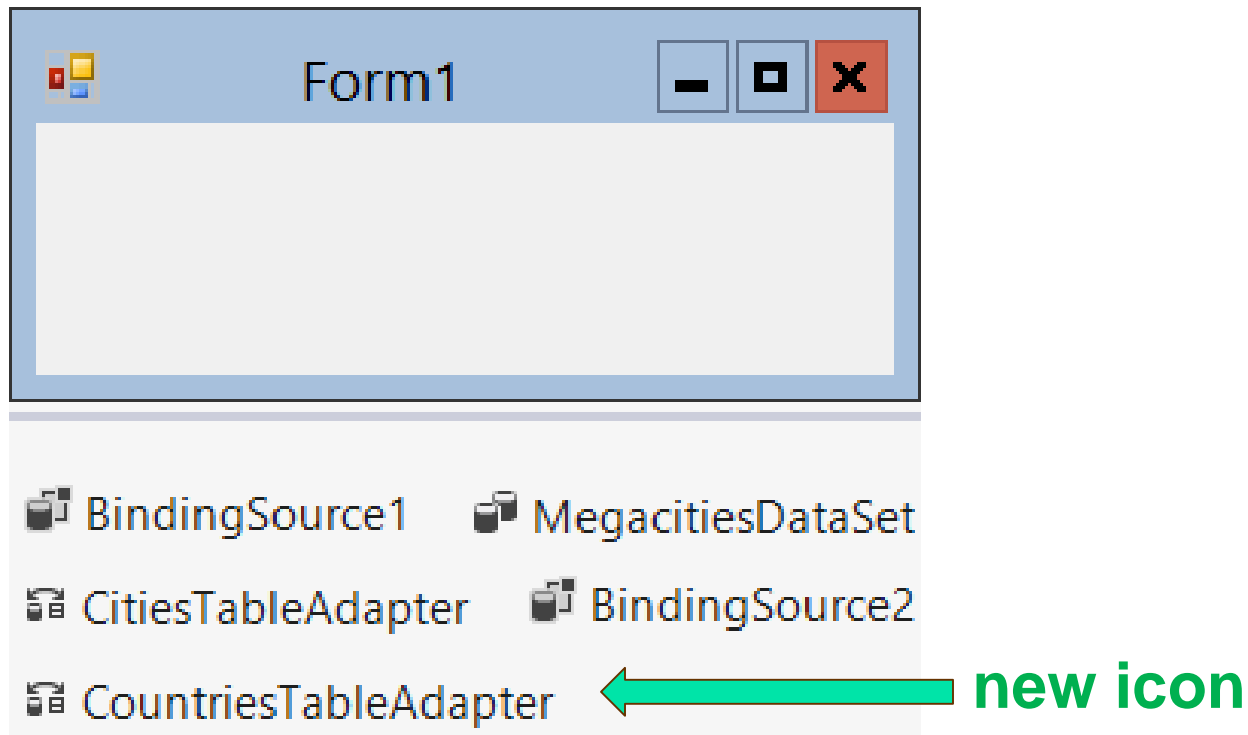 Form1
BindingSource1 MegacitiesDataSet
CitiesTableAdapter BindingSource2
CountriesTableAdapter new icon